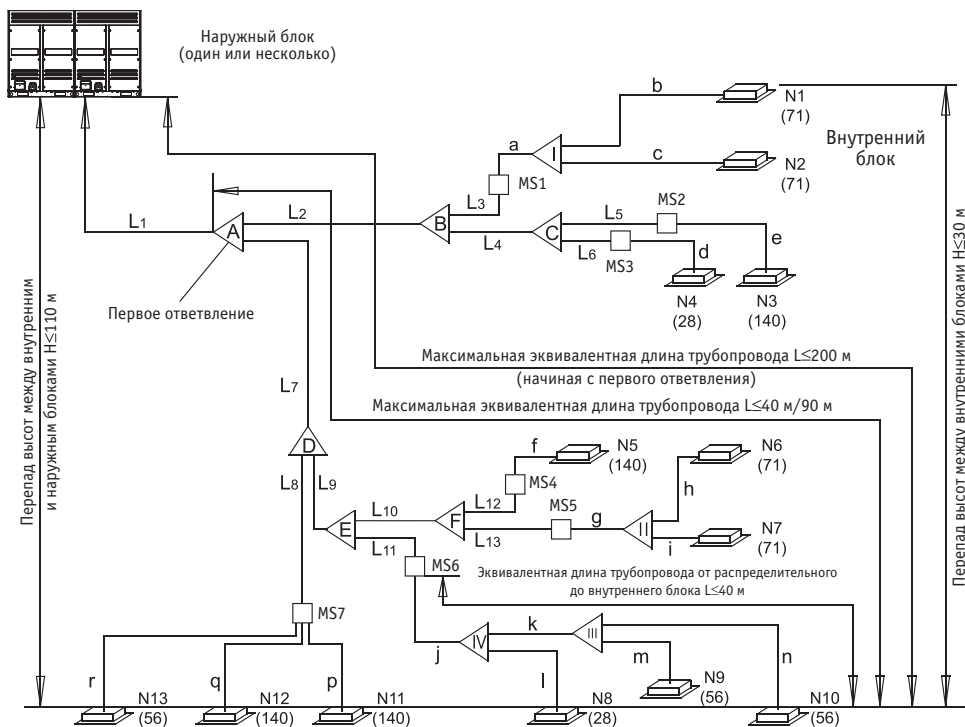 Наружный блок
(один или несколько)
b
N1
(71)
Внутренний
блок
a
I
c
N2
(71)
MS1
L3
MS2
L1
L2
A
B
L4
C
L5
L6
MS3
d
e
Первое ответвление
N4
(28)
N3
(140)
Максимальная эквивалентная длина трубопровода L≤200 м
(начиная с первого ответвления)
Максимальная эквивалентная длина трубопровода L≤40 м/90 м
Перепад высот между внутренним
и наружным блоками H≤110 м
Перепад высот между внутренними блоками H≤30 м
L7
D
L8
L9
f
N5
(140)
N6
(71)
MS4
h
L10
L12
MS5
E
F
g
II
L11
L13
i
N7
(71)
MS6
Эквивалентная длина трубопровода от распределительного
до внутреннего блока L≤40 м
MS7
j
IV
k
III
r
q
p
l
m
n
N13
(56)
N12
(140)
N11
(140)
N8
(28)
N9
(56)
N10
(56)